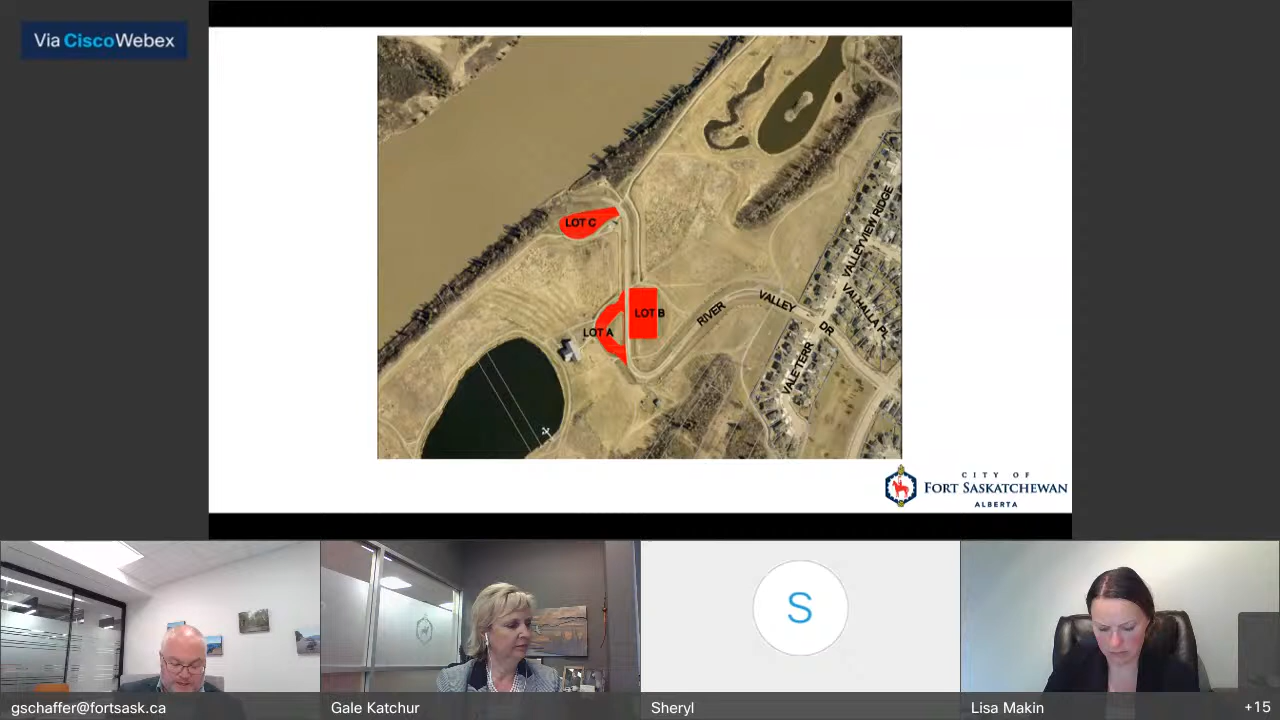 Via Cisco Webex
LOT C
LOT B
LOT A
RIVER
VALLEY
DR
VALLEYVIEW RIDGE
VALHALLA PL
VALE TERR
CITY OF
FORT SASKATCHEWAN
ALBERTA
S
gschaffer@fortsask.ca
Gale Katchur
Sheryl
Lisa Makin
+15